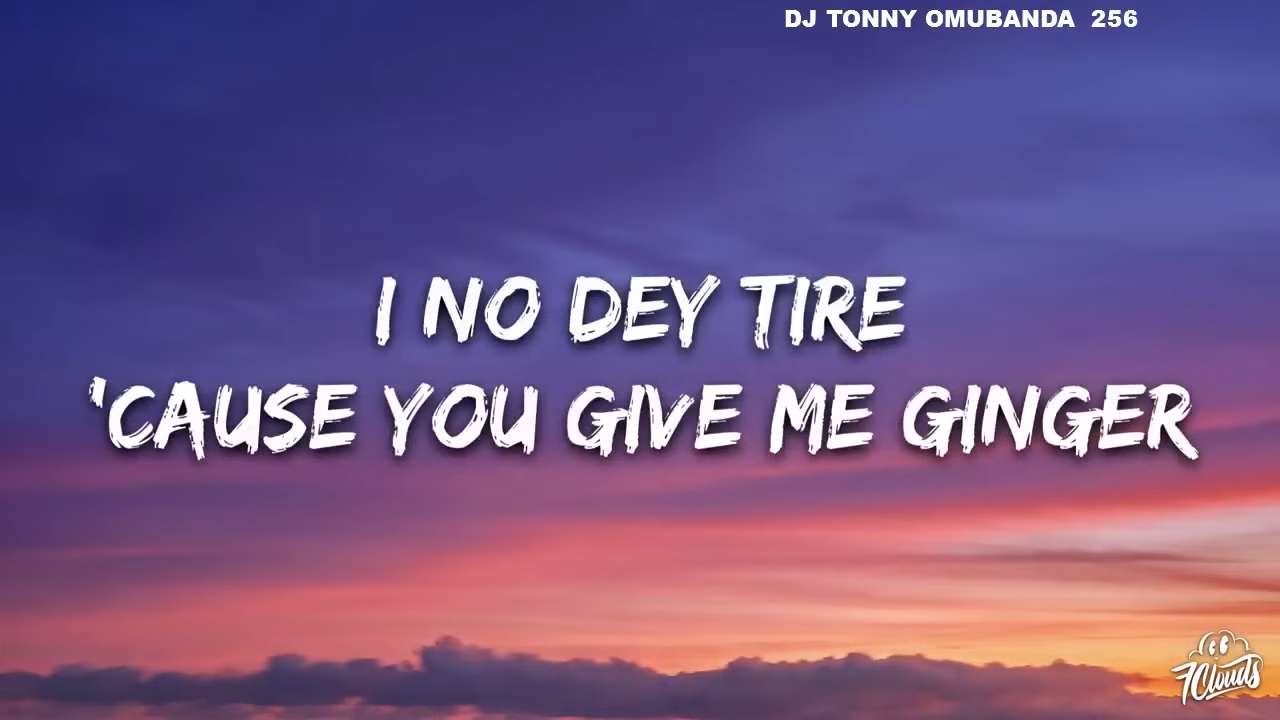 DJ TONNY OMUBANDA 256
I NO DEY TIRE
'CAUSE YOU GIVE ME GINGER
7Clouds